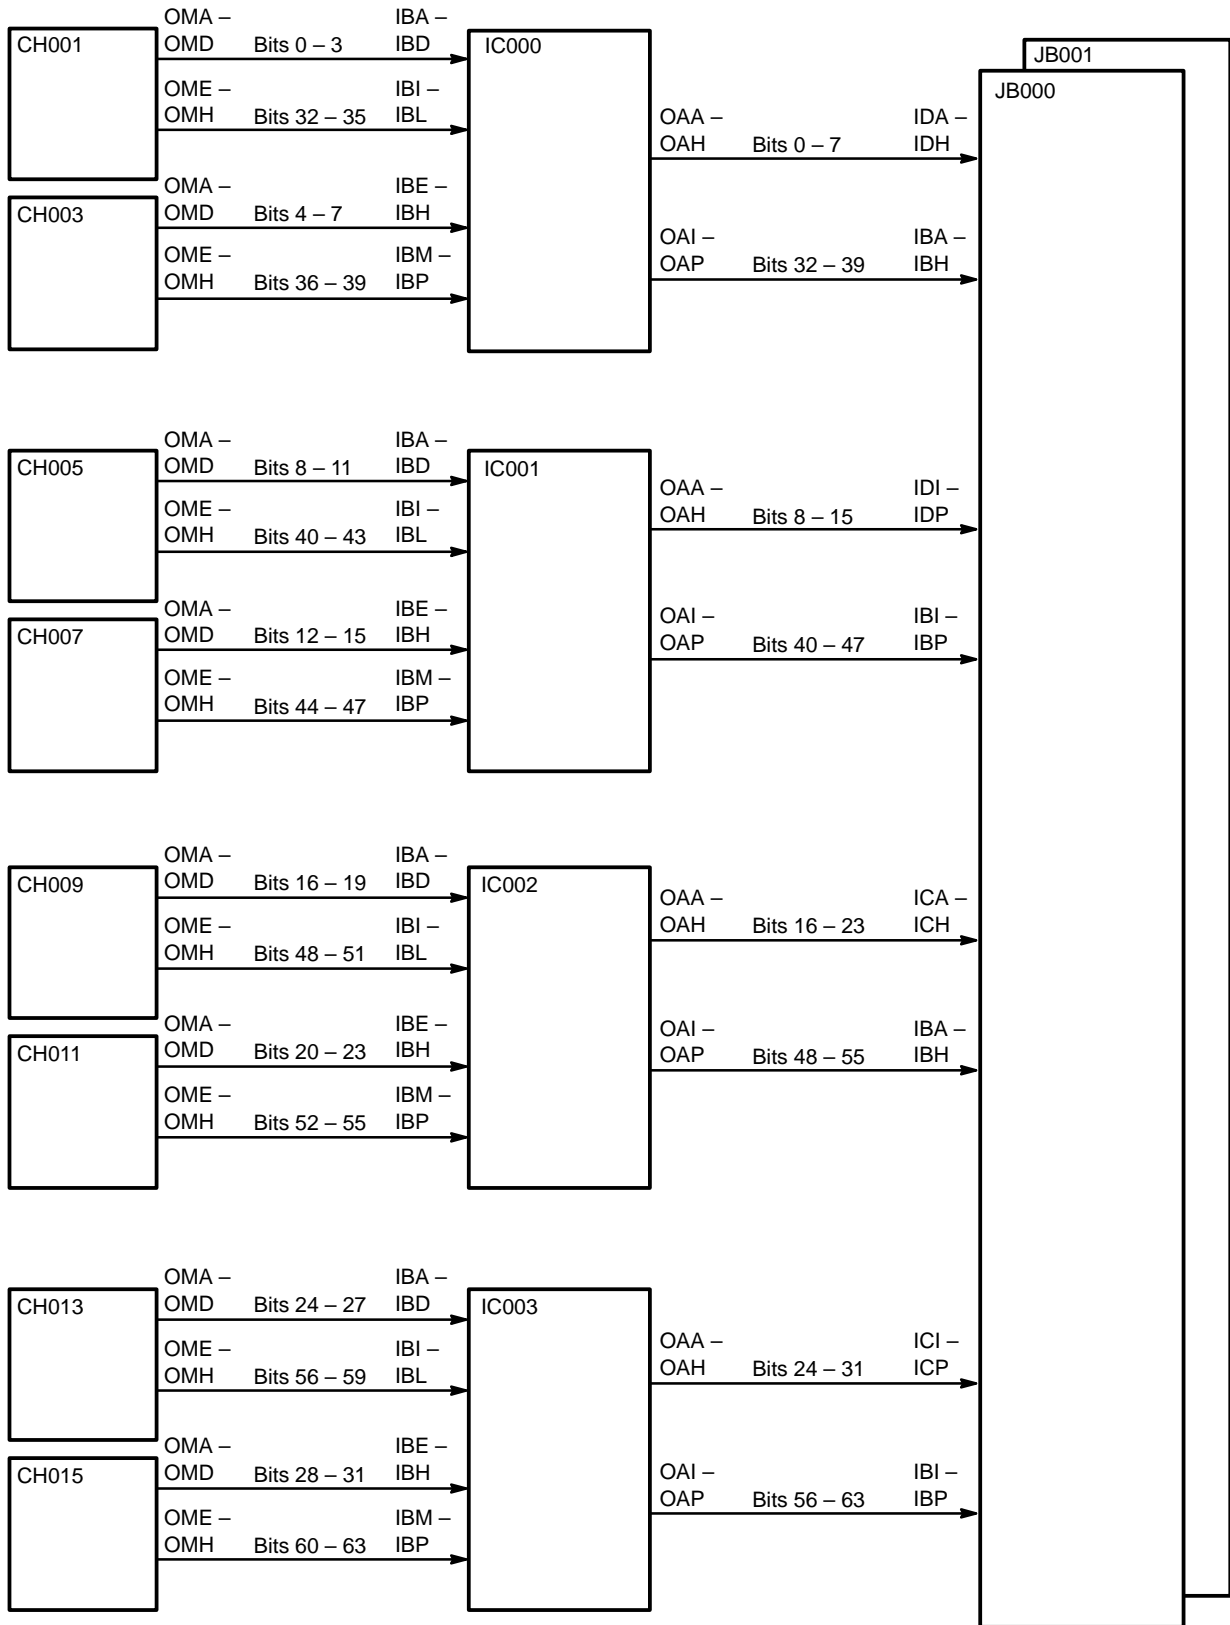 OMA – IBA –
CH001 OMD Bits 0 – 3 IBD IC000
JB001
JB000
OME – IBI –
OMH Bits 32 – 35 IBL
OAA – IDA –
OAH Bits 0 – 7 IDH
OMA – IBE –
CH003 OMD Bits 4 – 7 IBH
OAI – IBA –
OAP Bits 32 – 39 IBH
OME – IBM –
OMH Bits 36 – 39 IBP
OMA – IBA –
CH005 OMD Bits 8 – 11 IBD IC001
OAA – IDI –
OAH Bits 8 – 15 IDP
OME – IBI –
OMH Bits 40 – 43 IBL
OMA – IBE –
CH007 OMD Bits 12 – 15 IBH
OAI – IBI –
OAP Bits 40 – 47 IBP
OME – IBM –
OMH Bits 44 – 47 IBP
OMA – IBA –
CH009 OMD Bits 16 – 19 IBD IC002
OAA – ICA –
OAH Bits 16 – 23 ICH
OME – IBI –
OMH Bits 48 – 51 IBL
OMA – IBE –
CH011 OMD Bits 20 – 23 IBH
OAI – IBA –
OAP Bits 48 – 55 IBH
OME – IBM –
OMH Bits 52 – 55 IBP
OMA – IBA –
CH013 OMD Bits 24 – 27 IBD IC003
OAA – ICI –
OAH Bits 24 – 31 ICP
OME – IBI –
OMH Bits 56 – 59 IBL
OMA – IBE –
CH015 OMD Bits 28 – 31 IBH
OAI – IBI –
OAP Bits 56 – 63 IBP
OME – IBM –
OMH Bits 60 – 63 IBP